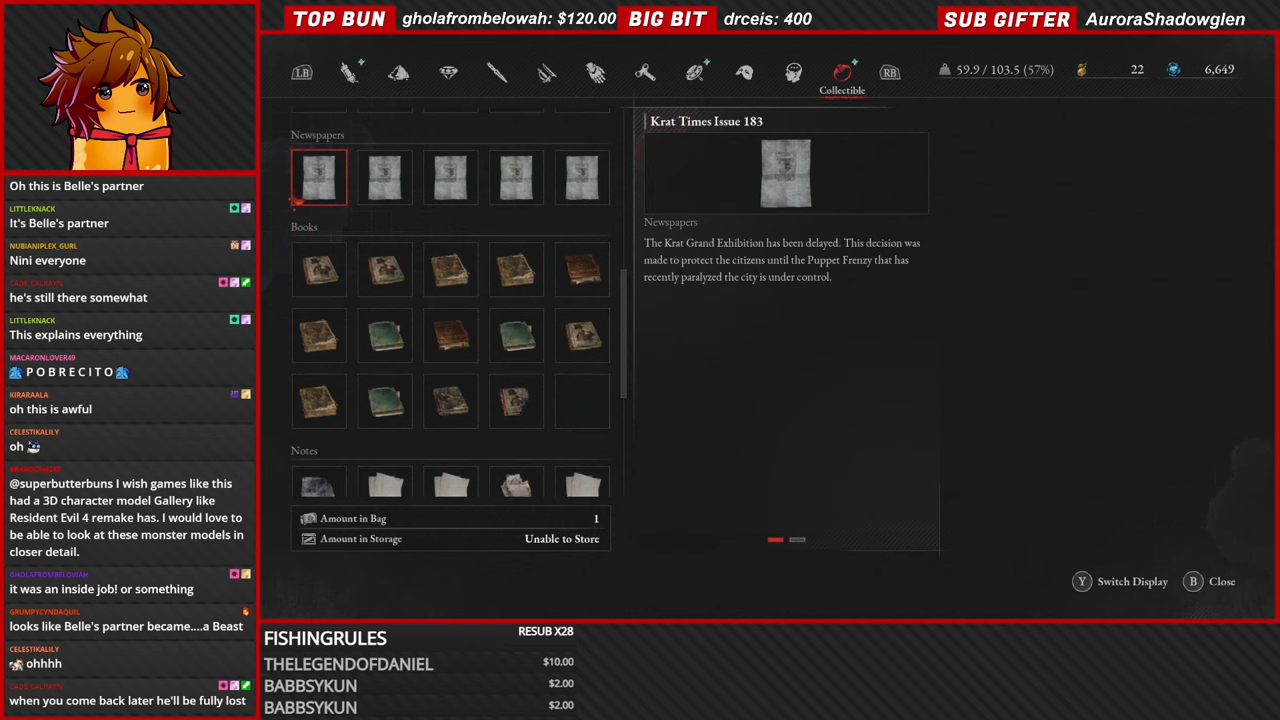 TOP BUN gholafrombelowah: $120.00 BIG BIT drceis: 400 SUB GIFTER AuroraShadowglen
LB RB 59.9 / 103.5 (57%) 22 6,649
Collectible
Newspapers
Books
Notes
Amount in Bag 1
Amount in Storage Unable to Store
Krat Times Issue 183
Newspapers
The Krat Grand Exhibition has been delayed. This decision was
made to protect the citizens until the Puppet Frenzy that has
recently paralyzed the city is under control.
Y Switch Display B Close
Oh this is Belle's partner
LITTLEKNACK
It's Belle's partner
NUBIANIPLEX_GURL
Nini everyone
he's still there somewhat
LITTLEKNACK
This explains everything
MACARONLOVER49
P O B R E C I T O
KIRARAALA
oh this is awful
CELESTIKALILY
oh
@superbutterbuns I wish games like this
had a 3D character model Gallery like
Resident Evil 4 remake has. I would love to
be able to look at these monster models in
closer detail.
GHOLAFROMBELOWAH
it was an inside job! or something
GRUMPYCYNDAQUIL
looks like Belle's partner became....a Beast
CELESTIKALILY
ohhhh
when you come back later he'll be fully lost
FISHINGRULES RESUB X28
THELEGENDOFDANIEL $10.00
BABBSYKUN $2.00
BABBSYKUN $2.00